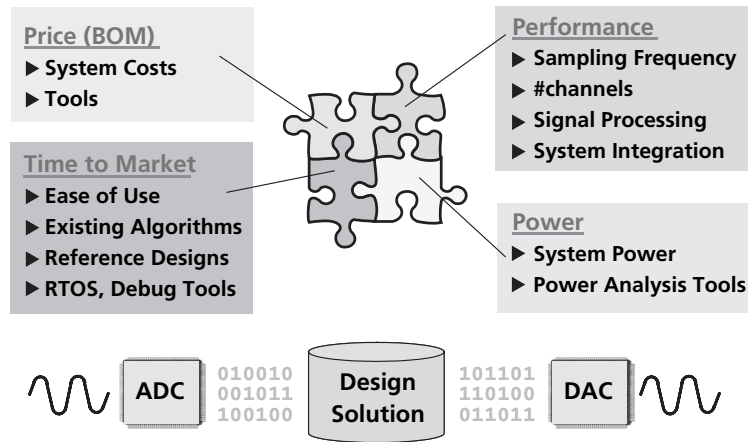 Price (BOM)
▶ System Costs
▶ Tools
Performance
▶ Sampling Frequency
▶ #channels
▶ Signal Processing
▶ System Integration
Time to Market
▶ Ease of Use
▶ Existing Algorithms
▶ Reference Designs
▶ RTOS, Debug Tools
Power
▶ System Power
▶ Power Analysis Tools
ADC
010010
001011
100100
Design
Solution
101101
110100
011011
DAC